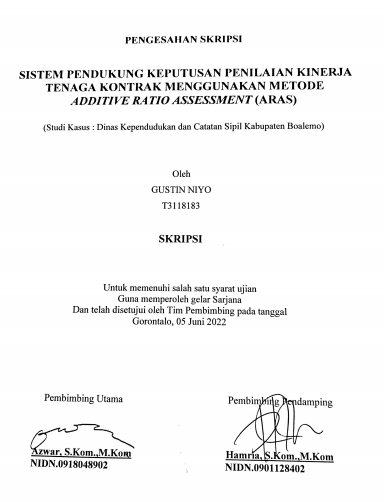 PENGESAHAN SKRIPSI
SISTEM PENDUKUNG KEPUTUSAN PENILAIAN KINERJA
TENAGA KONTRAK MENGGUNAKAN METODE
ADDITIVE RATIO ASSESSMENT (ARAS)
(Studi Kasus : Dinas Kependudukan dan Catatan Sipil Kabupaten Boalemo)
Oleh
GUSTIN NIYO
T3118183
SKRIPSI
Untuk memenuhi salah satu syarat ujian
Guna memperoleh gelar Sarjana
Dan telah disetujui oleh Tim Pembimbing pada tanggal
Gorontalo, 05 Juni 2022
Pembimbing Utama
Azwar, S.Kom.,M.Kom
NIDN.0918048902
Pembimbing Pendamping
Hamria, S.Kom.,M.Kom
NIDN.0901128402